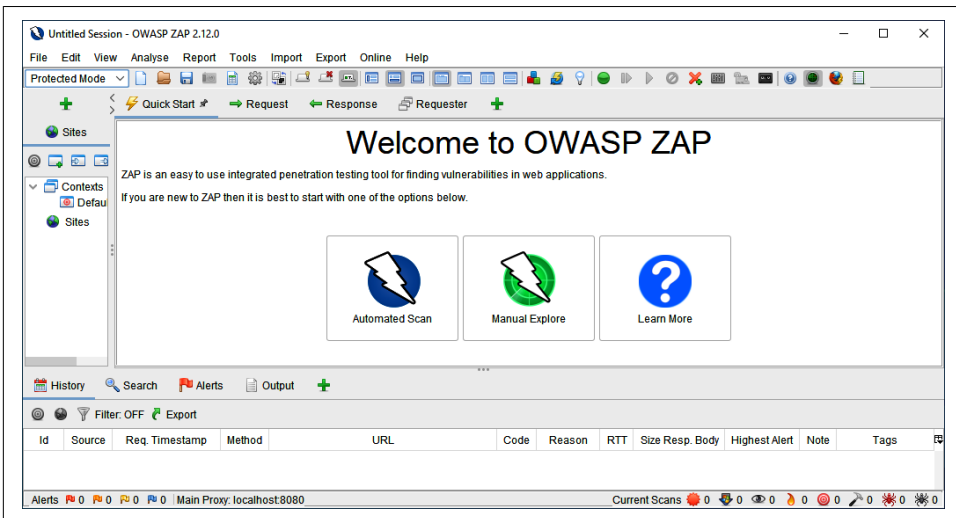 Untitled Session - OWASP ZAP 2.12.0
File Edit View Analyse Report Tools Import Export Online Help
Protected Mode
Quick Start Request Response Requester
Sites
Welcome to OWASP ZAP
ZAP is an easy to use integrated penetration testing tool for finding vulnerabilities in web applications.
If you are new to ZAP then it is best to start with one of the options below.
Contexts
Defau
Sites
Automated Scan Manual Explore Learn More
History Search Alerts Output
Filter: OFF Export
Id Source Req. Timestamp Method URL Code Reason RTT Size Resp. Body Highest Alert Note Tags
Alerts 0 0 0 0 Main Proxy: localhost:8080 Current Scans 0 0 0 0 0 0 0 0